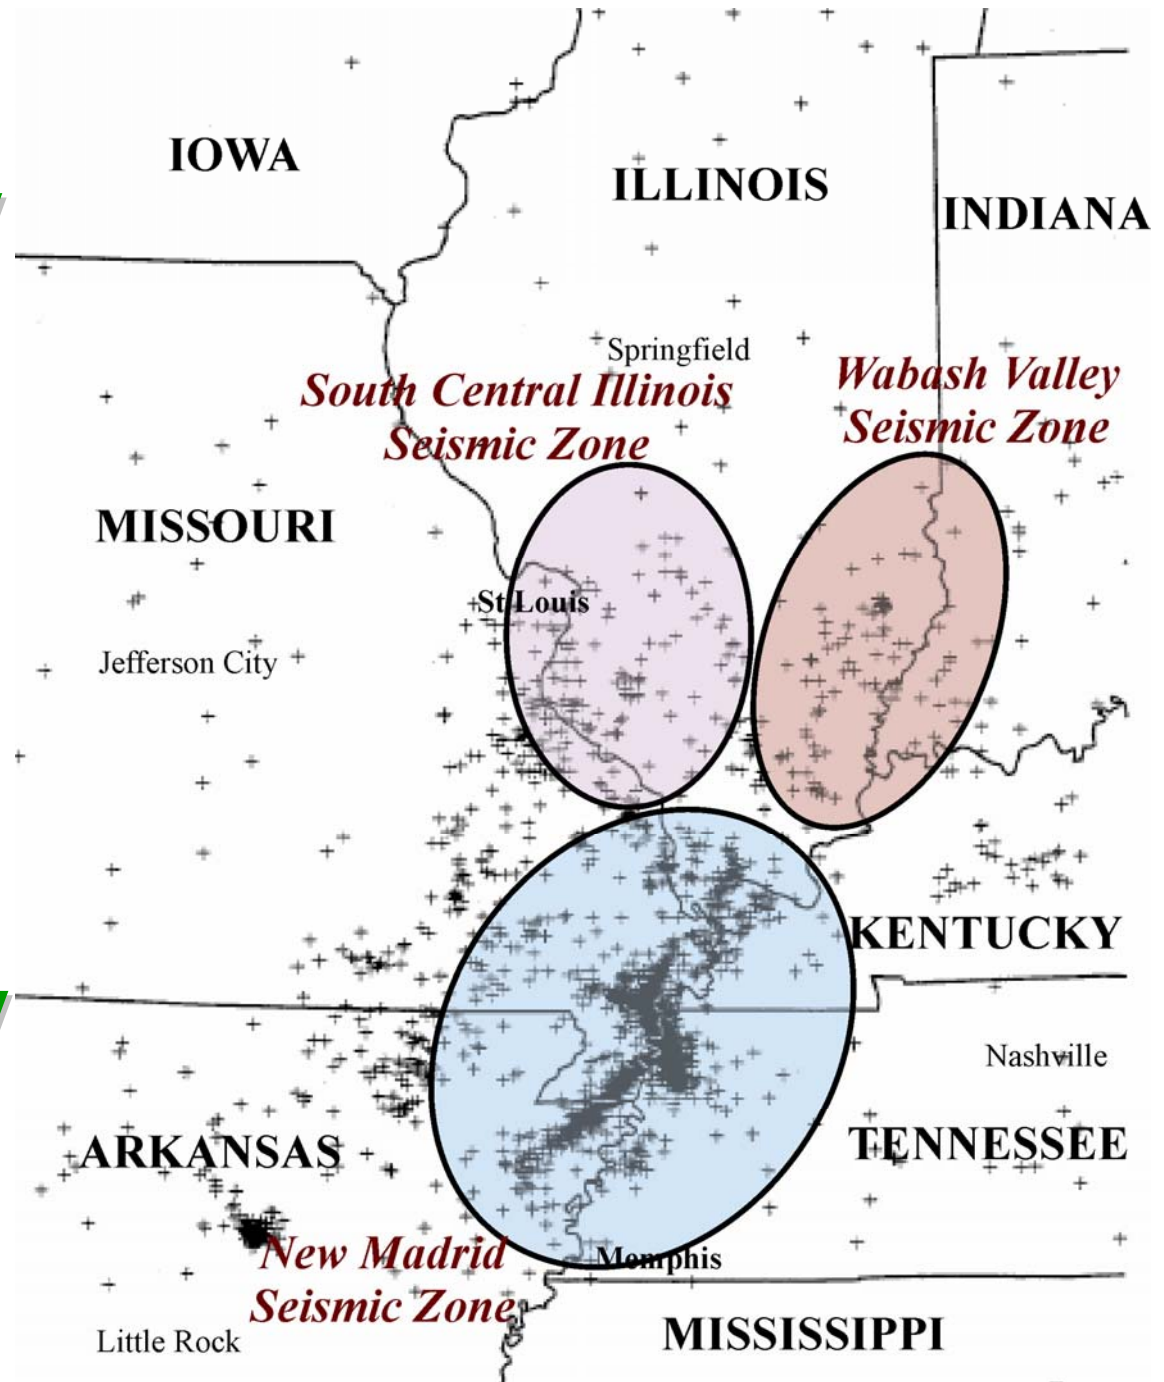 IOWA
ILLINOIS
INDIANA
Springfield
South Central Illinois
Seismic Zone
Wabash Valley
Seismic Zone
MISSOURI
St Louis
Jefferson City
KENTUCKY
Nashville
ARKANSAS
TENNESSEE
New Madrid
Seismic Zone
Memphis
Little Rock
MISSISSIPPI